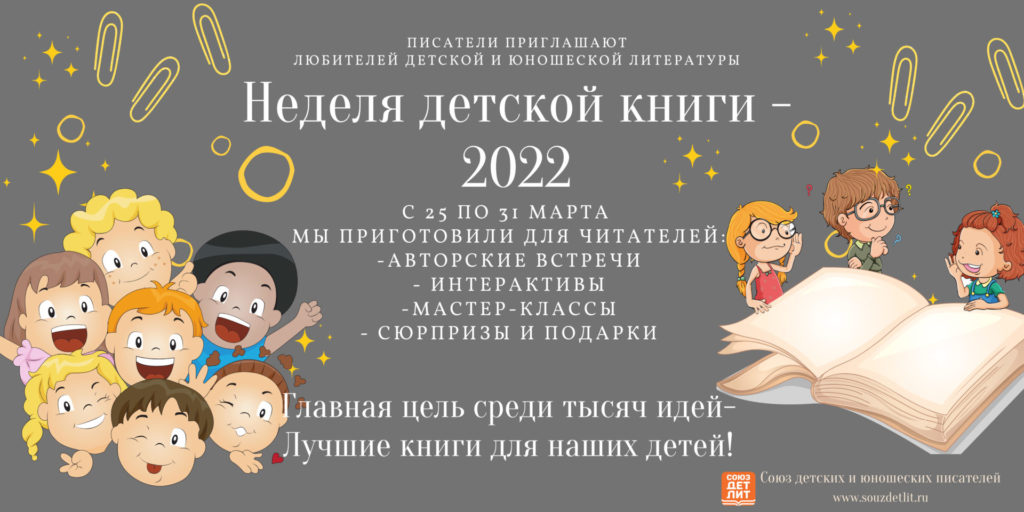 ПИСАТЕЛИ ПРИГЛАШАЮТ
ЛЮБИТЕЛЕЙ ДЕТСКОЙ И ЮНОШЕСКОЙ ЛИТЕРАТУРЫ
Неделя детской книги -
2022
С 25 ПО 31 МАРТА
МЫ ПРИГОТОВИЛИ ДЛЯ ЧИТАТЕЛЕЙ:
-АВТОРСКИЕ ВСТРЕЧИ
- ИНТЕРАКТИВЫ
-МАСТЕР-КЛАССЫ
- СЮРПРИЗЫ И ПОДАРКИ
Главная цель среди тысяч идей-
Лучшие книги для наших детей!
СОЮЗ
ДЕТ
ЛИТ
Союз детских и юношеских писателей
www.souzdetlit.ru